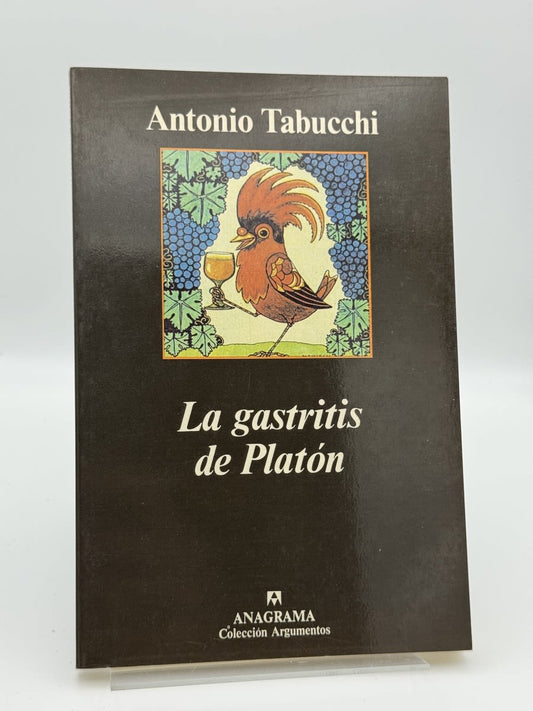 Antonio Tabucchi
La gastritis
de Platón
ANAGRAMA
Colección Argumentos